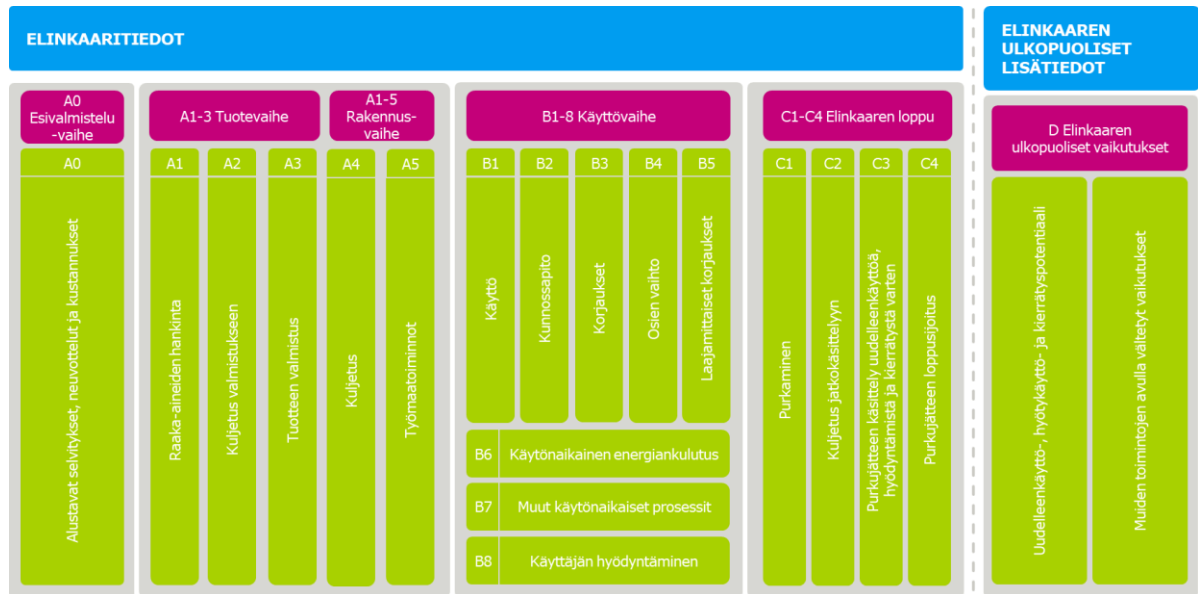 ELINKAARITIEDOT
ELINKAAREN
ULKOPUOLISET
LISÄTIEDOT
A0
Esivalmistelu
-vaihe
A1-3 Tuotevaihe
A1-5
Rakennus-
vaihe
B1-8 Käyttövaihe
C1-C4 Elinkaaren loppu
D Elinkaaren
ulkopuoliset vaikutukset
A0
Alustavat selvitykset, neuvottelut ja kustannukset
A1
Raaka-aineiden hankinta
A2
Kuljetus valmistukseen
A3
Tuotteen valmistus
A4
Kuljetus
A5
Työmaatoiminnot
B1
Käyttö
B2
Kunnossapito
B3
Korjaukset
B4
Osien vaihto
B5
Laajamittaiset korjaukset
B6 Käytönaikainen energiankulutus
B7 Muut käytönaikaiset prosessit
B8 Käyttäjän hyödyntäminen
C1
Purkaminen
C2
Kuljetus jatkokäsittelyyn
C3
Purkujätteen käsittely uudelleenkäyttöä,
hyödyntämistä ja kierrätystä varten
C4
Purkujätteen loppusijoitus
Uudelleenkäyttö-, hyötykäyttö- ja kierrätyspotentiaali
Muiden toimintojen avulla vältetyt vaikutukset